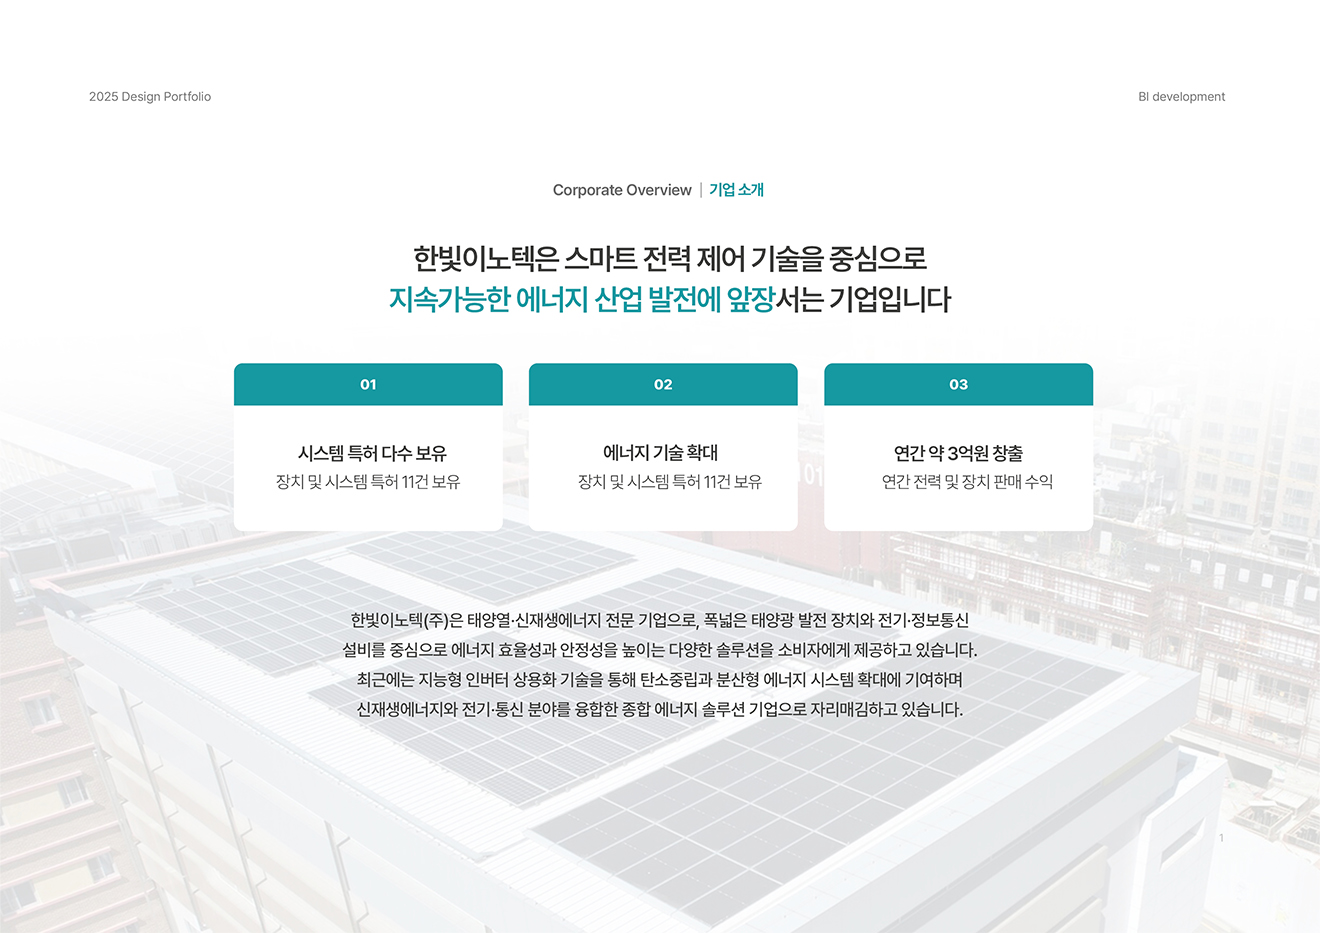 2025 Design Portfolio
BI development
Corporate Overview | 기업 소개
한빛이노텍은 스마트 전력 제어 기술을 중심으로
지속가능한 에너지 산업 발전에 앞장서는 기업입니다
01
시스템 특허 다수 보유
장치 및 시스템 특허 11건 보유
02
에너지 기술 확대
장치 및 시스템 특허 11건 보유
03
연간 약 3억원 창출
연간 전력 및 장치 판매 수익
한빛이노텍(주)은 태양열·신재생에너지 전문 기업으로, 폭넓은 태양광 발전 장치와 전기·정보통신
설비를 중심으로 에너지 효율성과 안정성을 높이는 다양한 솔루션을 소비자에게 제공하고 있습니다.
최근에는 지능형 인버터 상용화 기술을 통해 탄소중립과 분산형 에너지 시스템 확대에 기여하며
신재생에너지와 전기·통신 분야를 융합한 종합 에너지 솔루션 기업으로 자리매김하고 있습니다.
1